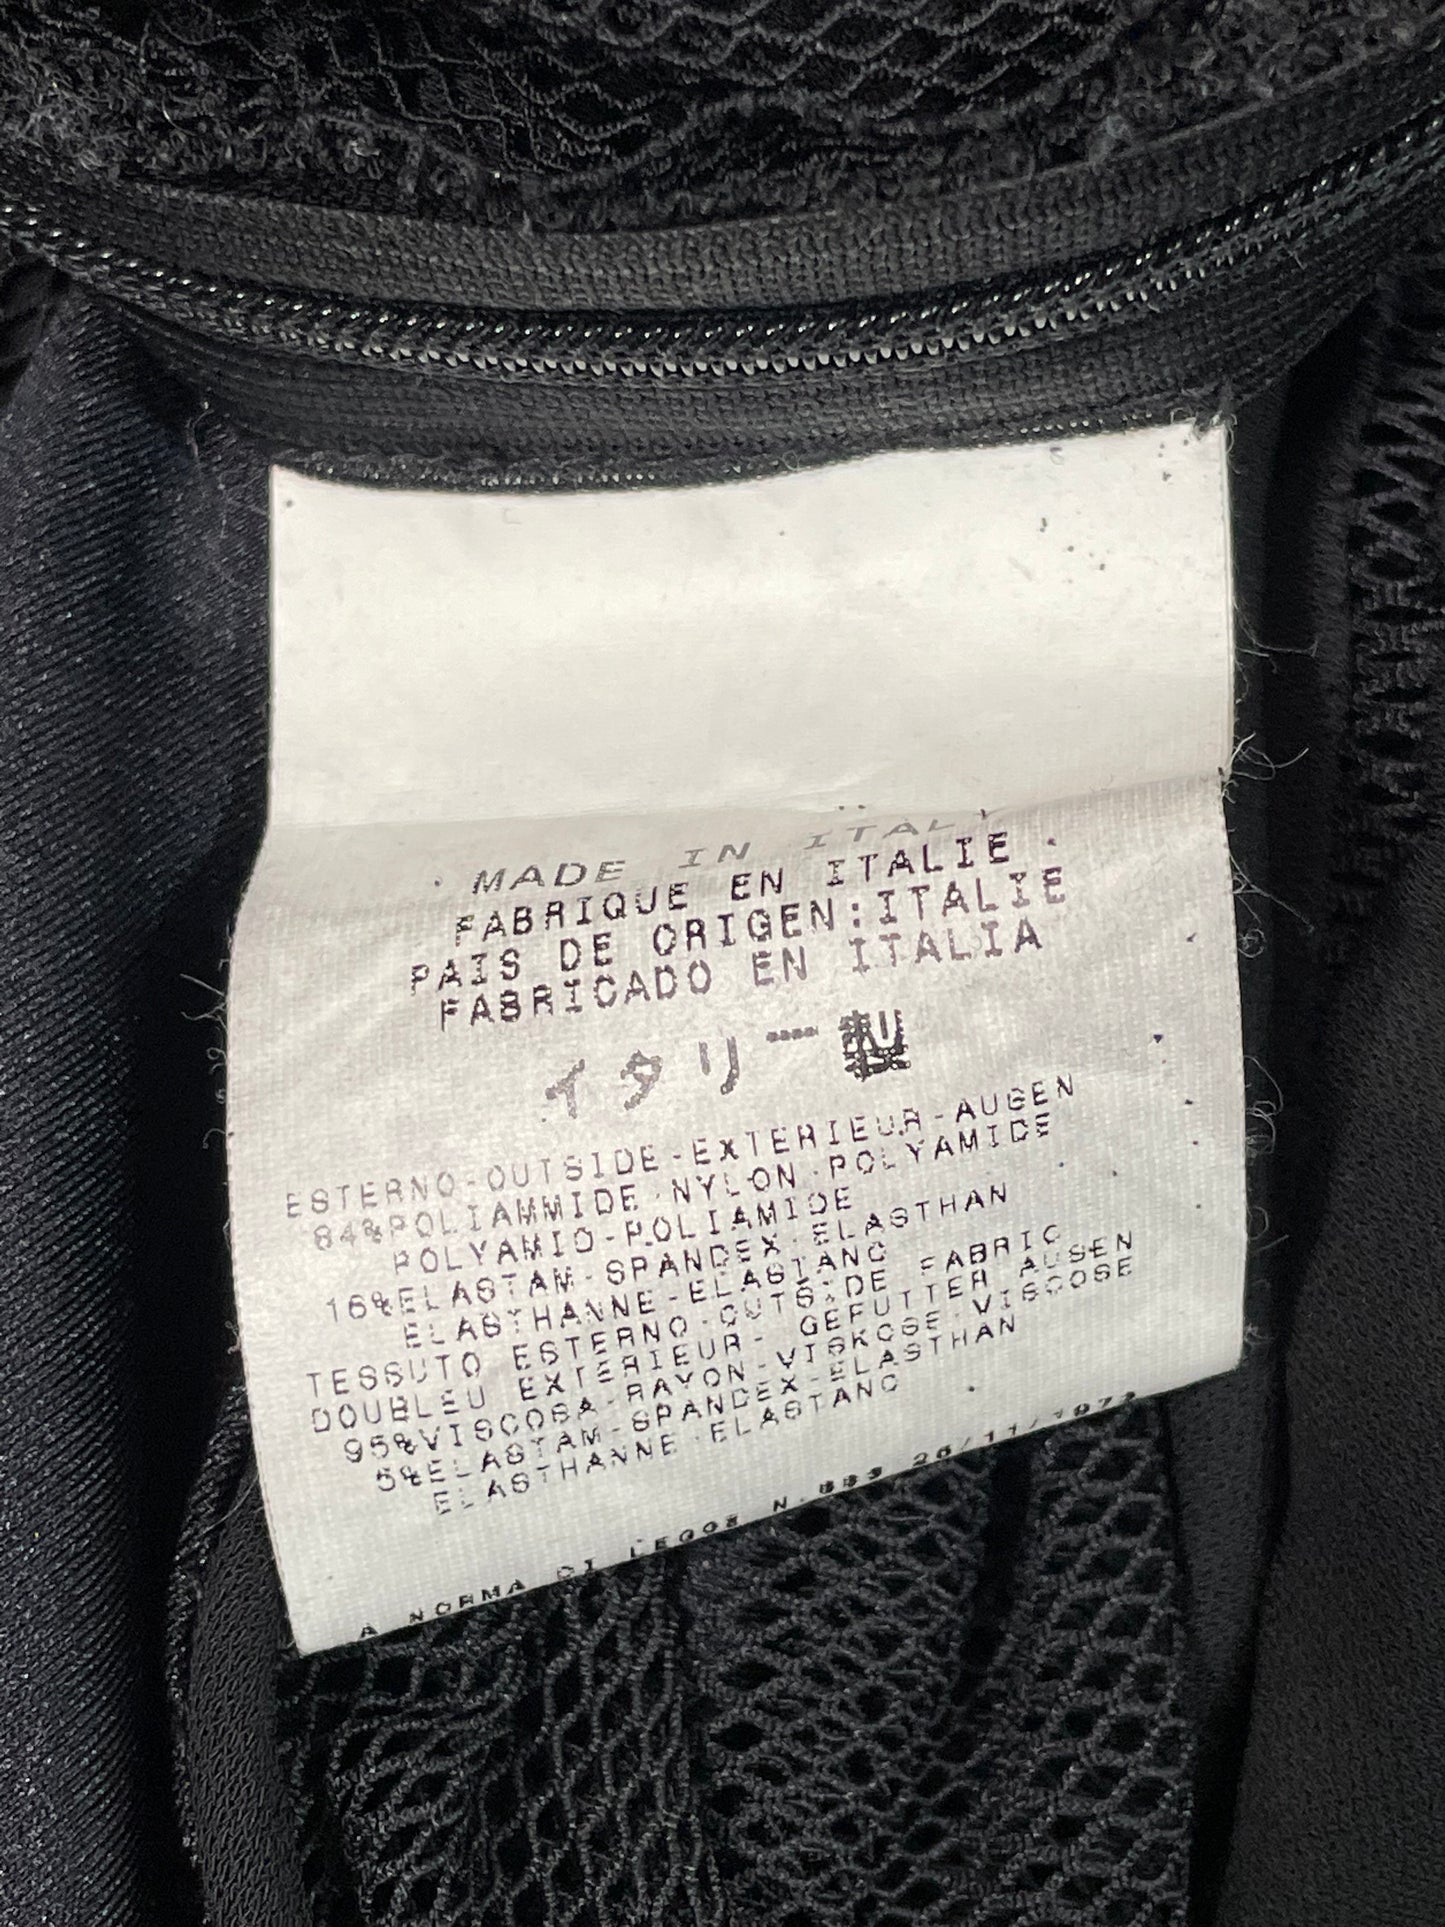 MADE IN ITALY
FABRIQUE EN ITALIE
PAIS DE ORIGEN:ITALIE
FABRICADO EN ITALIA
イタリー製
ESTERNO-OUTSIDE-EXTERIEUR-AUGEN
84%POLIAMMIDE-NYLON-POLYAMIDE
POLYAMID-POLIAMIDE
16%ELASTAM-SPANDEX-ELASTHAN
ELASTHANNE-ELASTANO
TESSUTO ESTERNO-OUTSIDE FABRIC
DOUBLEU EXTERIEUR- GEFUTTER AUSEN
95%VISCOSA-RAYON-VISKOSE-VISCOSE
5%ELASTAM-SPANDEX-ELASTHAN
ELASTHANNE-ELASTANO
A NORMA DI LEGGE N.883 26/11/1973